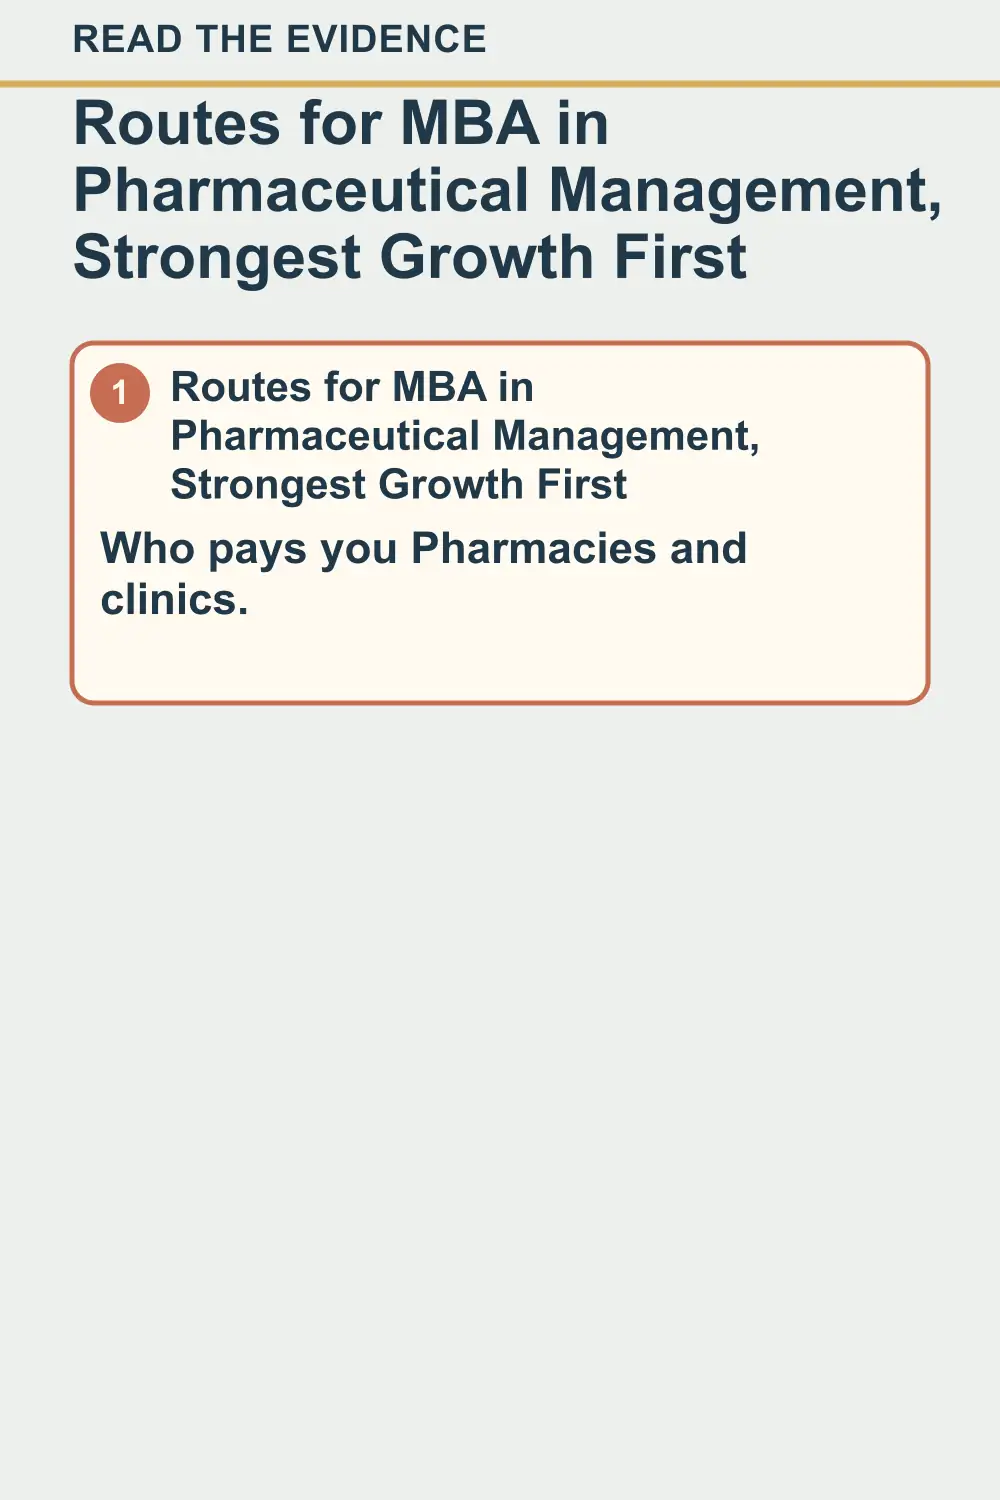 READ THE EVIDENCE
Routes for MBA in
Pharmaceutical Management,
Strongest Growth First
1
Routes for MBA in
Pharmaceutical Management,
Strongest Growth First
Who pays you Pharmacies and
clinics.